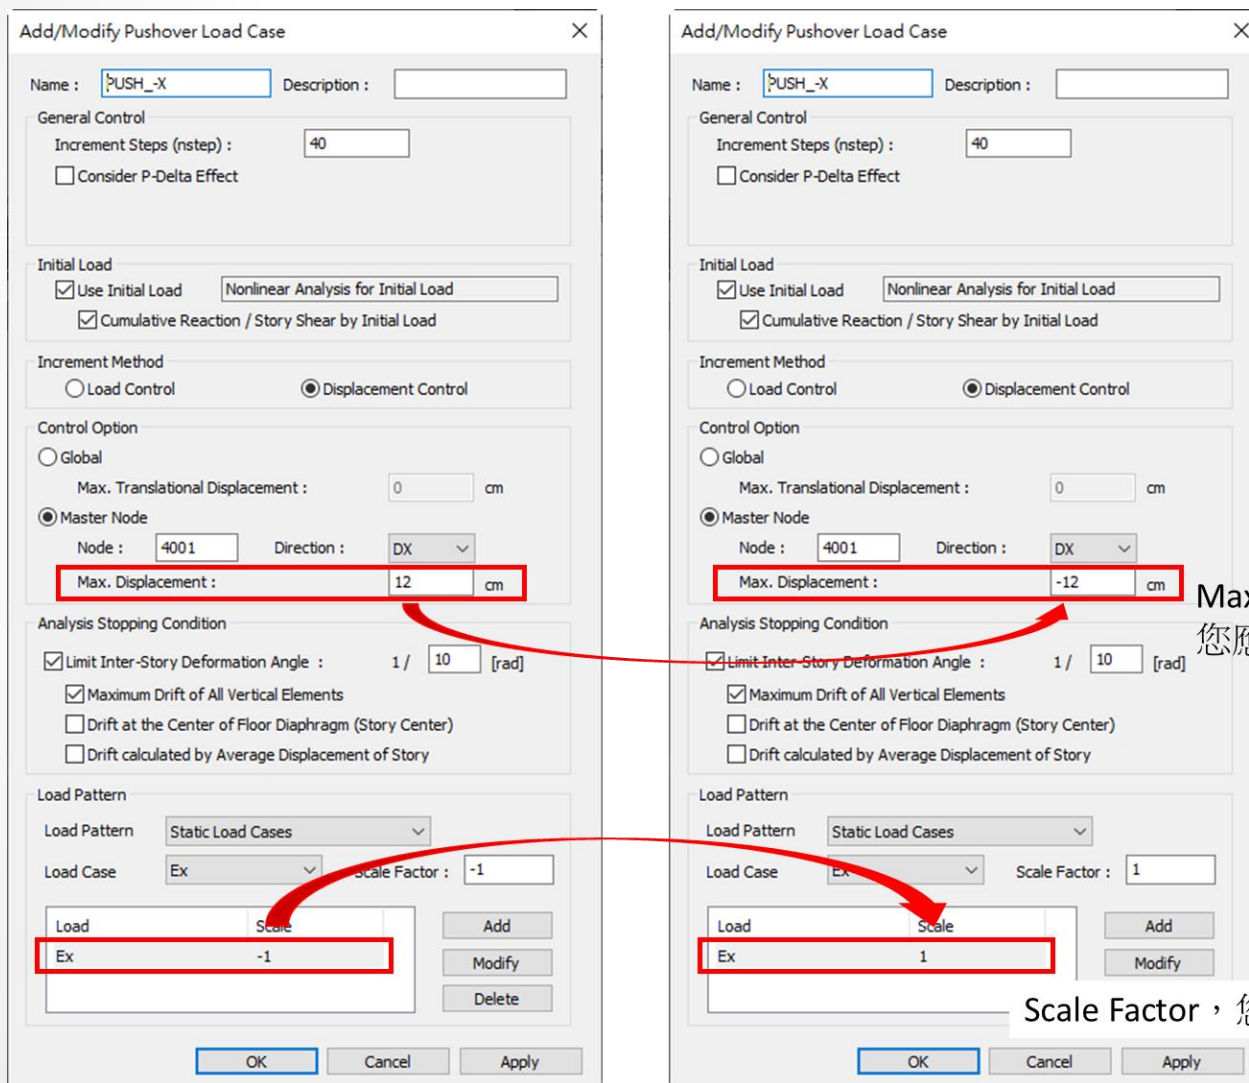 Add/Modify Pushover Load Case
Name : PUSH_-X Description :
General Control
Increment Steps (nstep) : 40
Consider P-Delta Effect
Initial Load
Use Initial Load Nonlinear Analysis for Initial Load
Cumulative Reaction / Story Shear by Initial Load
Increment Method
Load Control Displacement Control
Control Option
Global
Max. Translational Displacement : 0 cm
Master Node
Node : 4001 Direction : DX
Max. Displacement : 12 cm
Analysis Stopping Condition
Limit Inter-Story Deformation Angle : 1 / 10 [rad]
Maximum Drift of All Vertical Elements
Drift at the Center of Floor Diaphragm (Story Center)
Drift calculated by Average Displacement of Story
Load Pattern
Load Pattern Static Load Cases
Load Case Ex Scale Factor : -1
Load Scale Add
Ex -1 Modify
Delete
OK Cancel Apply
Add/Modify Pushover Load Case
Name : PUSH_-X Description :
General Control
Increment Steps (nstep) : 40
Consider P-Delta Effect
Initial Load
Use Initial Load Nonlinear Analysis for Initial Load
Cumulative Reaction / Story Shear by Initial Load
Increment Method
Load Control Displacement Control
Control Option
Global
Max. Translational Displacement : 0 cm
Master Node
Node : 4001 Direction : DX
Max. Displacement : -12 cm
Analysis Stopping Condition
Limit Inter-Story Deformation Angle : 1 / 10 [rad]
Maximum Drift of All Vertical Elements
Drift at the Center of Floor Diaphragm (Story Center)
Drift calculated by Average Displacement of Story
Load Pattern
Load Pattern Static Load Cases
Load Case Ex Scale Factor : 1
Load Scale Add
Ex 1 Modify
OK Cancel Apply
Max
您應
Scale Factor，您